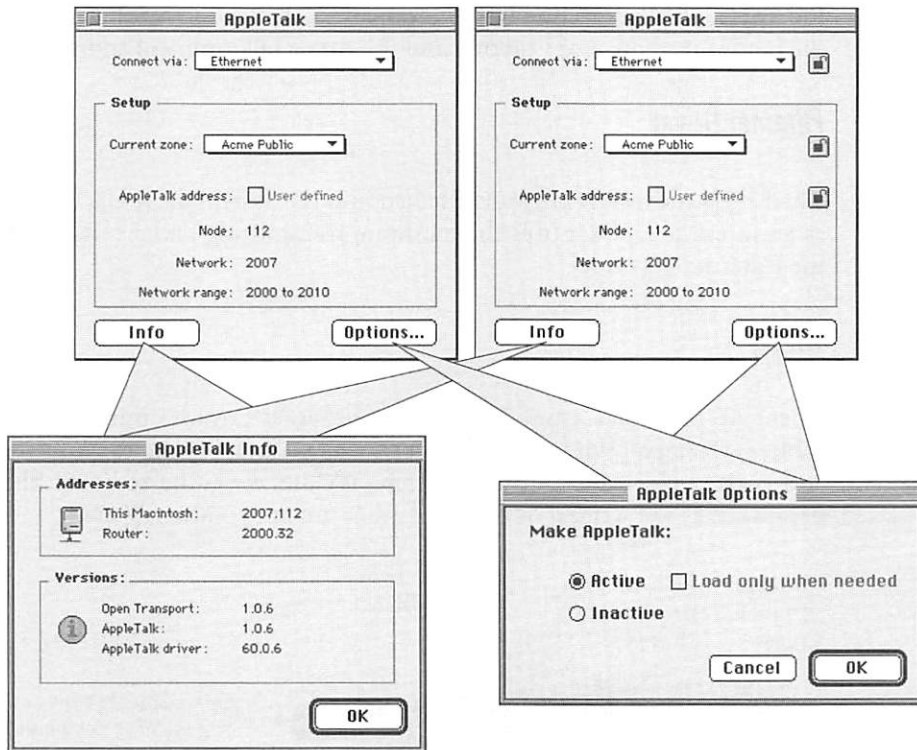 AppleTalk
Connect via: Ethernet
Setup
Current zone: Acme Public
AppleTalk address: User defined
Node: 112
Network: 2007
Network range: 2000 to 2010
Info Options...
AppleTalk
Connect via: Ethernet
Setup
Current zone: Acme Public
AppleTalk address: User defined
Node: 112
Network: 2007
Network range: 2000 to 2010
Info Options...
AppleTalk Info
Addresses:
This Macintosh: 2007.112
Router: 2000.32
Versions:
Open Transport: 1.0.6
AppleTalk: 1.0.6
AppleTalk driver: 60.0.6
OK
AppleTalk Options
Make AppleTalk:
Active Load only when needed
Inactive
Cancel OK